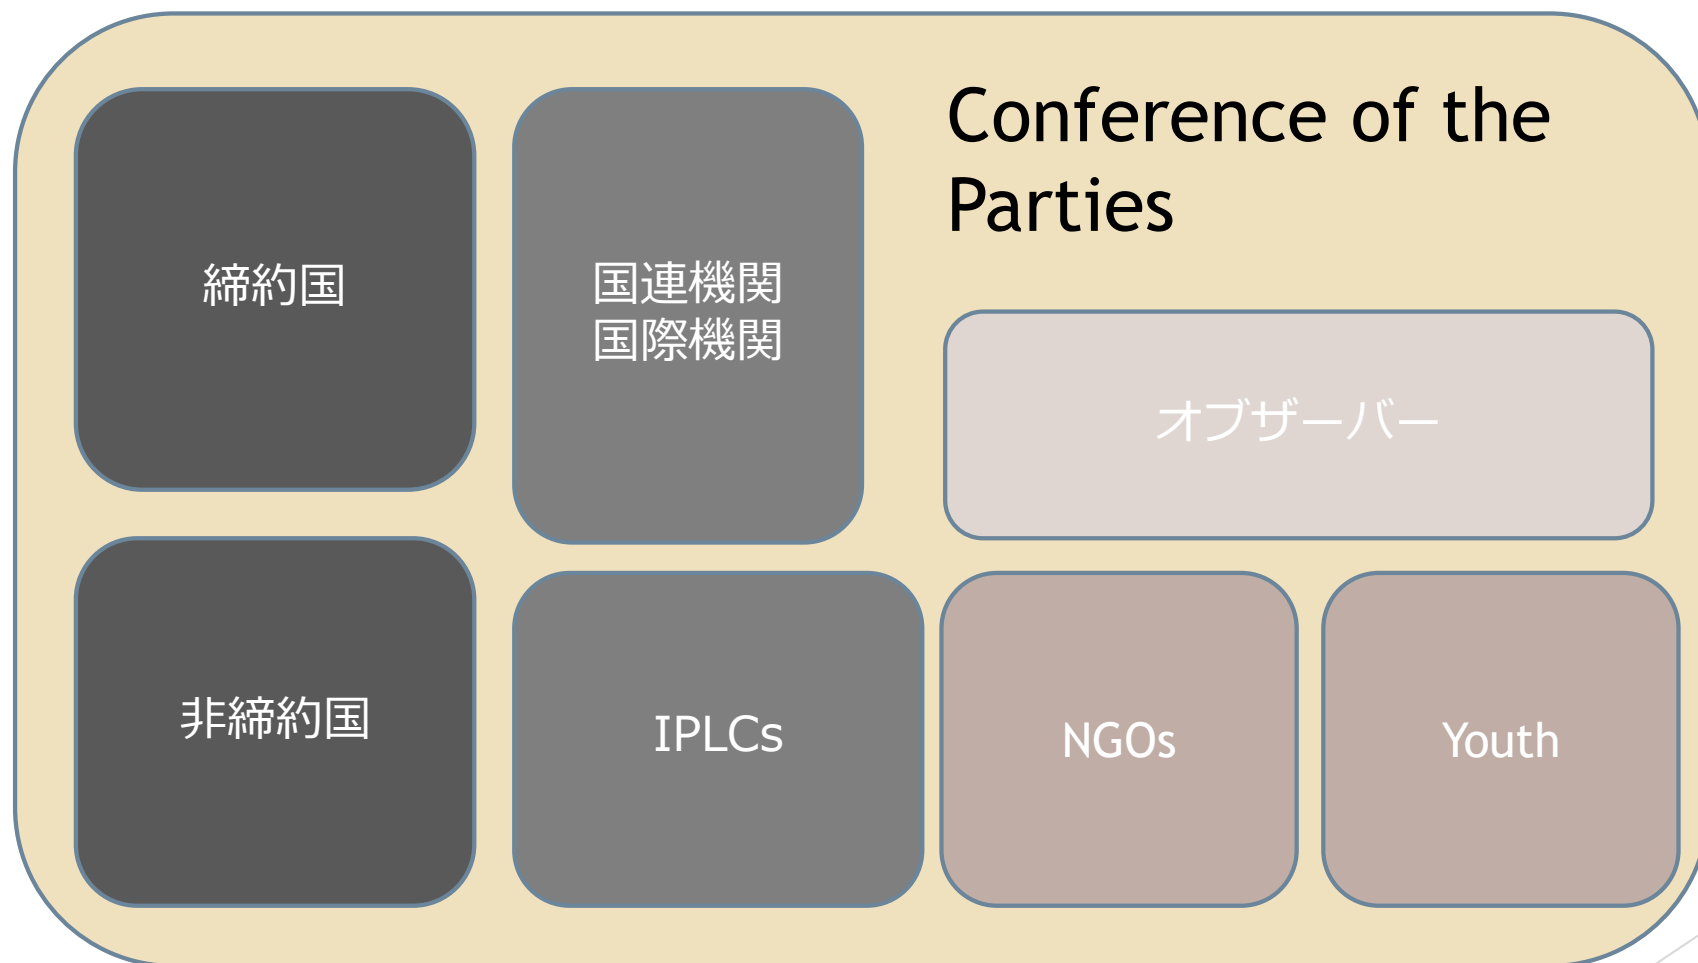 Conference of the
Parties
締約国
国連機関
国際機関
オブザーバー
非締約国
IPLCs
NGOs
Youth